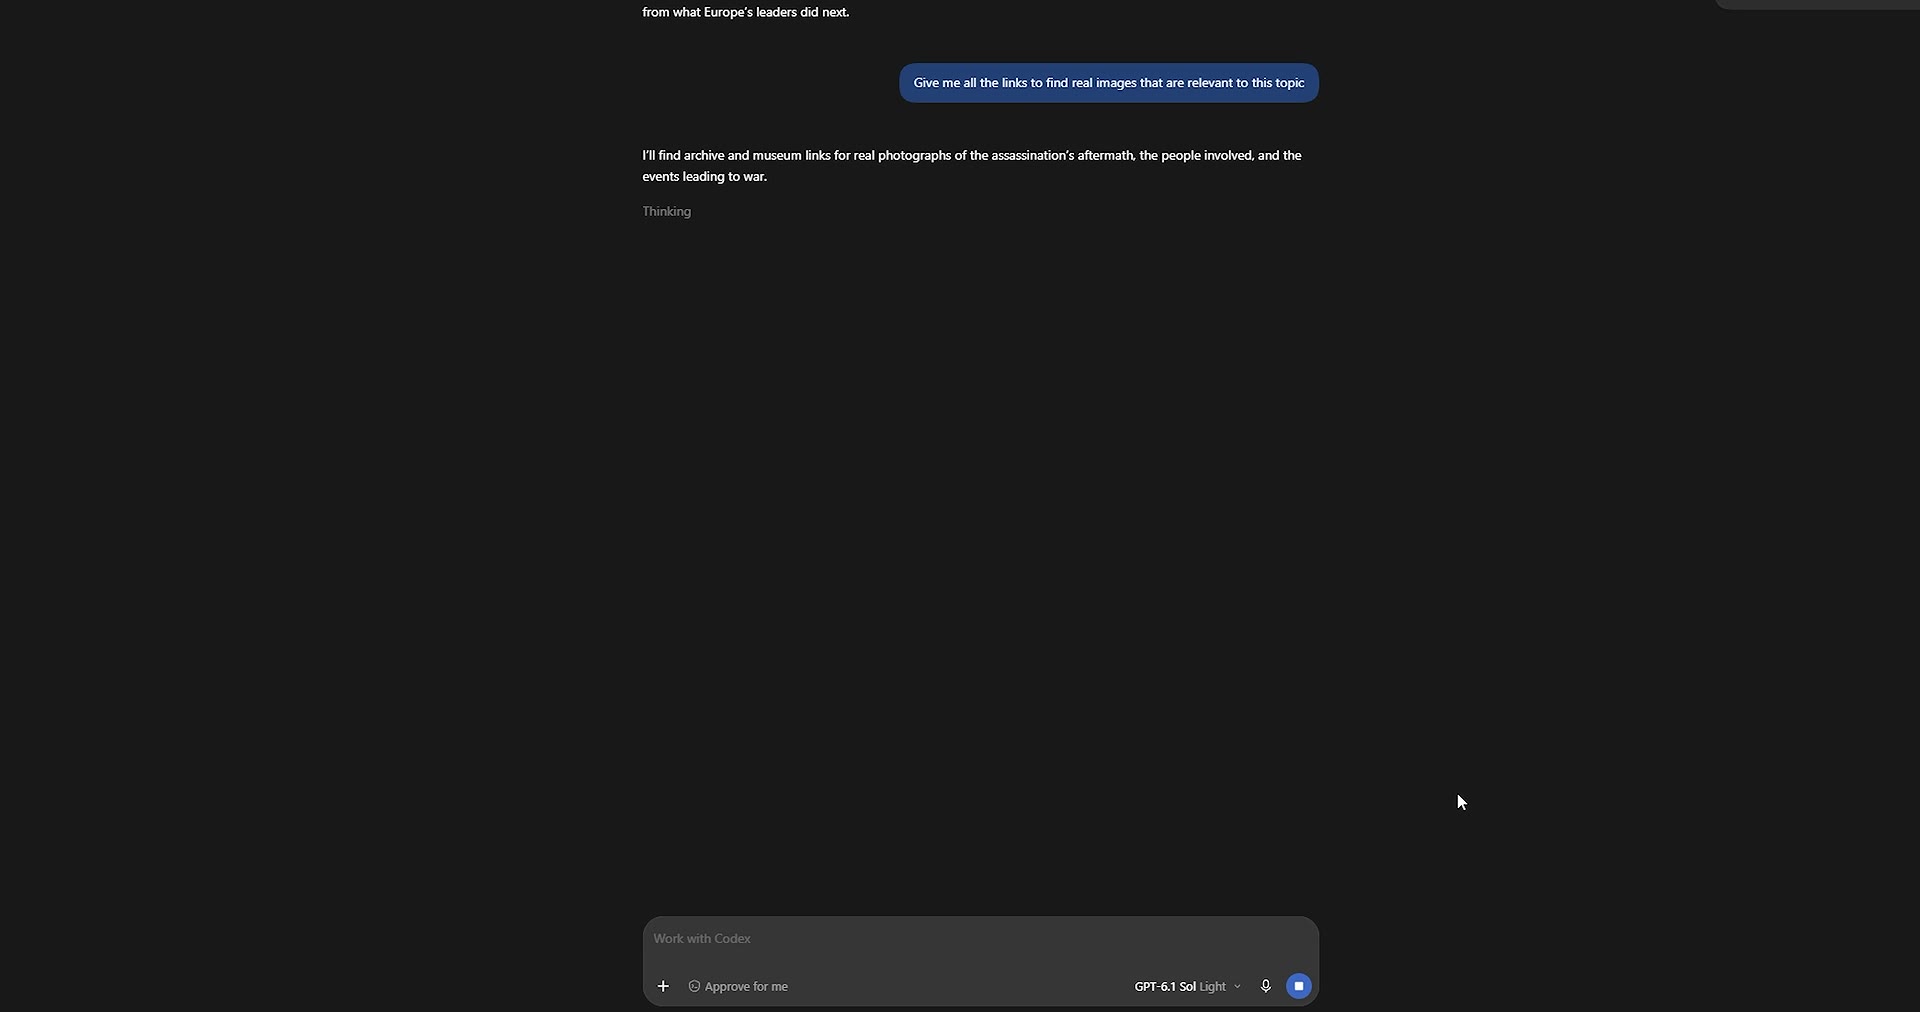 from what Europe's leaders did next.
Give me all the links to find real images that are relevant to this topic
I'll find archive and museum links for real photographs of the assassination's aftermath, the people involved, and the
events leading to war.
Thinking
Work with Codex
Approve for me
GPT-6.1 Sol Light